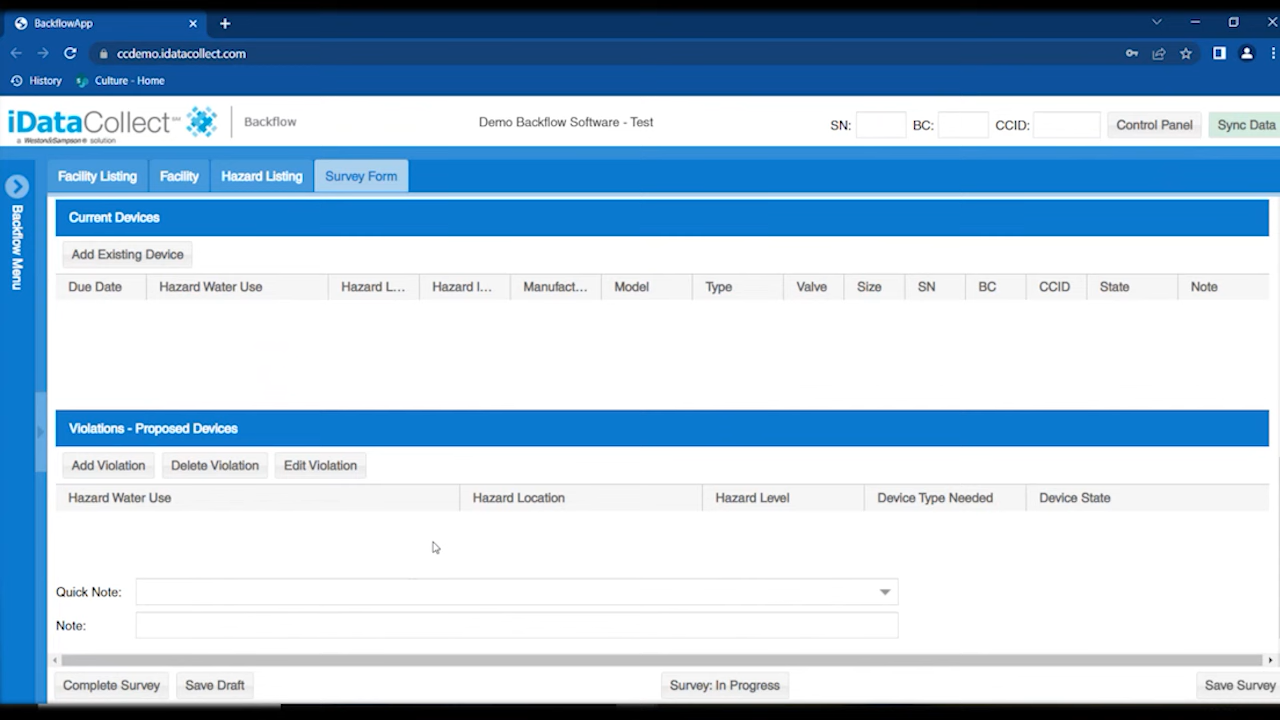 BackflowApp
ccdemo.idatacollect.com
History Culture - Home
iDataCollect℠ Backflow Demo Backflow Software - Test SN: BC: CCID: Control Panel Sync Data
a Weston&Sampson® solution
Facility Listing Facility Hazard Listing Survey Form
Backflow Menu
Current Devices
Add Existing Device
Due Date Hazard Water Use Hazard L... Hazard I... Manufact... Model Type Valve Size SN BC CCID State Note
Violations - Proposed Devices
Add Violation Delete Violation Edit Violation
Hazard Water Use Hazard Location Hazard Level Device Type Needed Device State
Quick Note:
Note:
Complete Survey Save Draft Survey: In Progress Save Survey